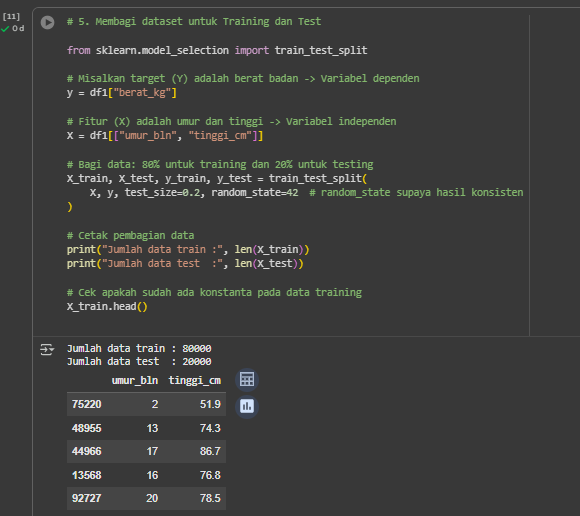 [11]
0 d
# 5. Membagi dataset untuk Training dan Test
from sklearn.model_selection import train_test_split
# Misalkan target (Y) adalah berat badan -> Variabel dependen
y = df1["berat_kg"]
# Fitur (X) adalah umur dan tinggi -> Variabel independen
X = df1[["umur_bln", "tinggi_cm"]]
# Bagi data: 80% untuk training dan 20% untuk testing
X_train, X_test, y_train, y_test = train_test_split(
    X, y, test_size=0.2, random_state=42  # random_state supaya hasil konsisten
)
# Cetak pembagian data
print("Jumlah data train :", len(X_train))
print("Jumlah data test  :", len(X_test))
# Cek apakah sudah ada konstanta pada data training
X_train.head()
Jumlah data train : 80000
Jumlah data test  : 20000
umur_bln tinggi_cm
75220 2 51.9
48955 13 74.3
44966 17 86.7
13568 16 76.8
92727 20 78.5